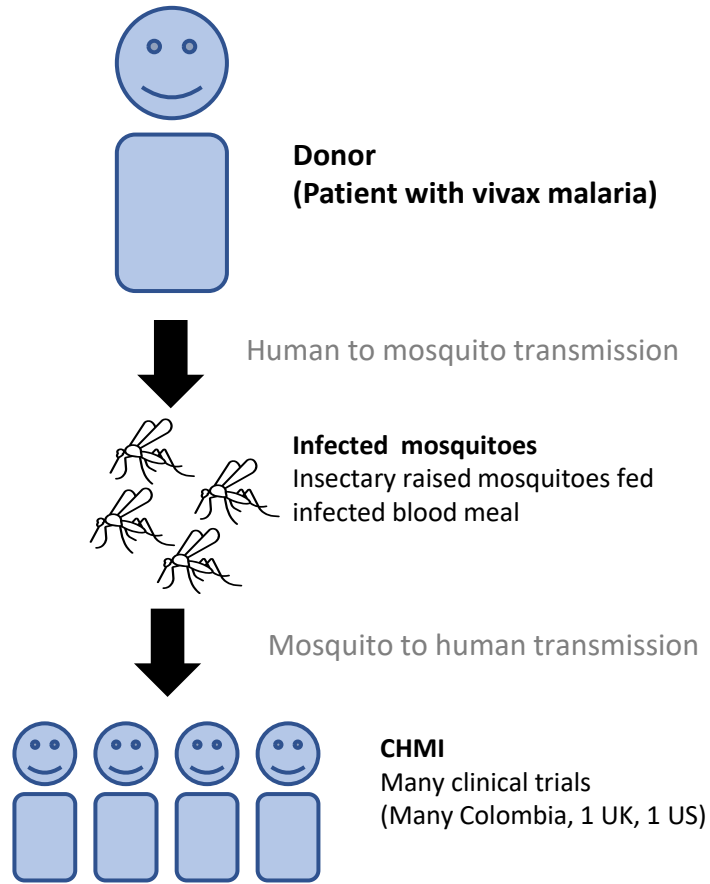 Donor
(Patient with vivax malaria)
Human to mosquito transmission
Infected  mosquitoes
Insectary raised mosquitoes fed
infected blood meal
Mosquito to human transmission
CHMI
Many clinical trials
(Many Colombia, 1 UK, 1 US)